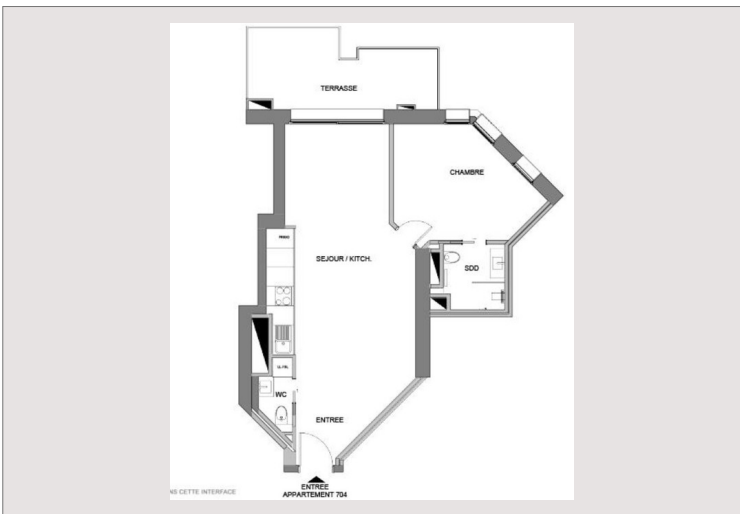 TERRASSE
CHAMBRE
SEJOUR / KITCH.
SDD
WC
ENTREE
ENTREE
APPARTEMENT 704
NS CETTE INTERFACE